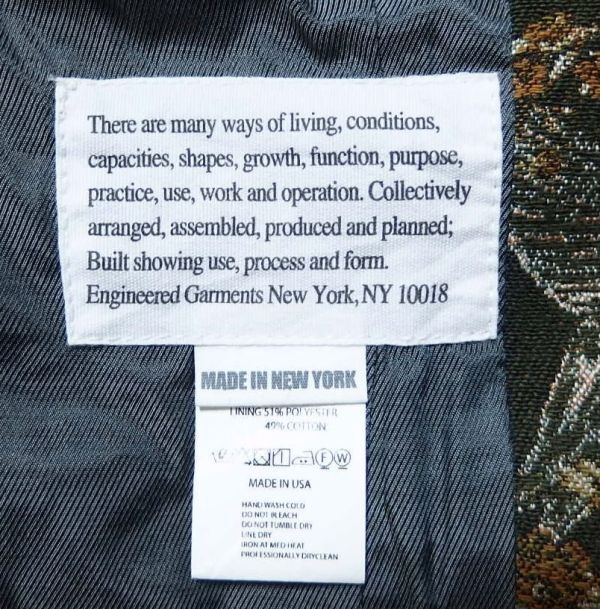 There are many ways of living, conditions,
capacities, shapes, growth, function, purpose,
practice, use, work and operation. Collectively
arranged, assembled, produced and planned;
Built showing use, process and form.
Engineered Garments New York, NY 10018
MADE IN NEW YORK
LINING 51% POLYESTER
49% COTTON
F W
MADE IN USA
HAND WASH COLD
DO NOT BLEACH
DO NOT TUMBLE DRY
LINE DRY
IRON AT MED HEAT
PROFESSIONALLY DRYCLEAN